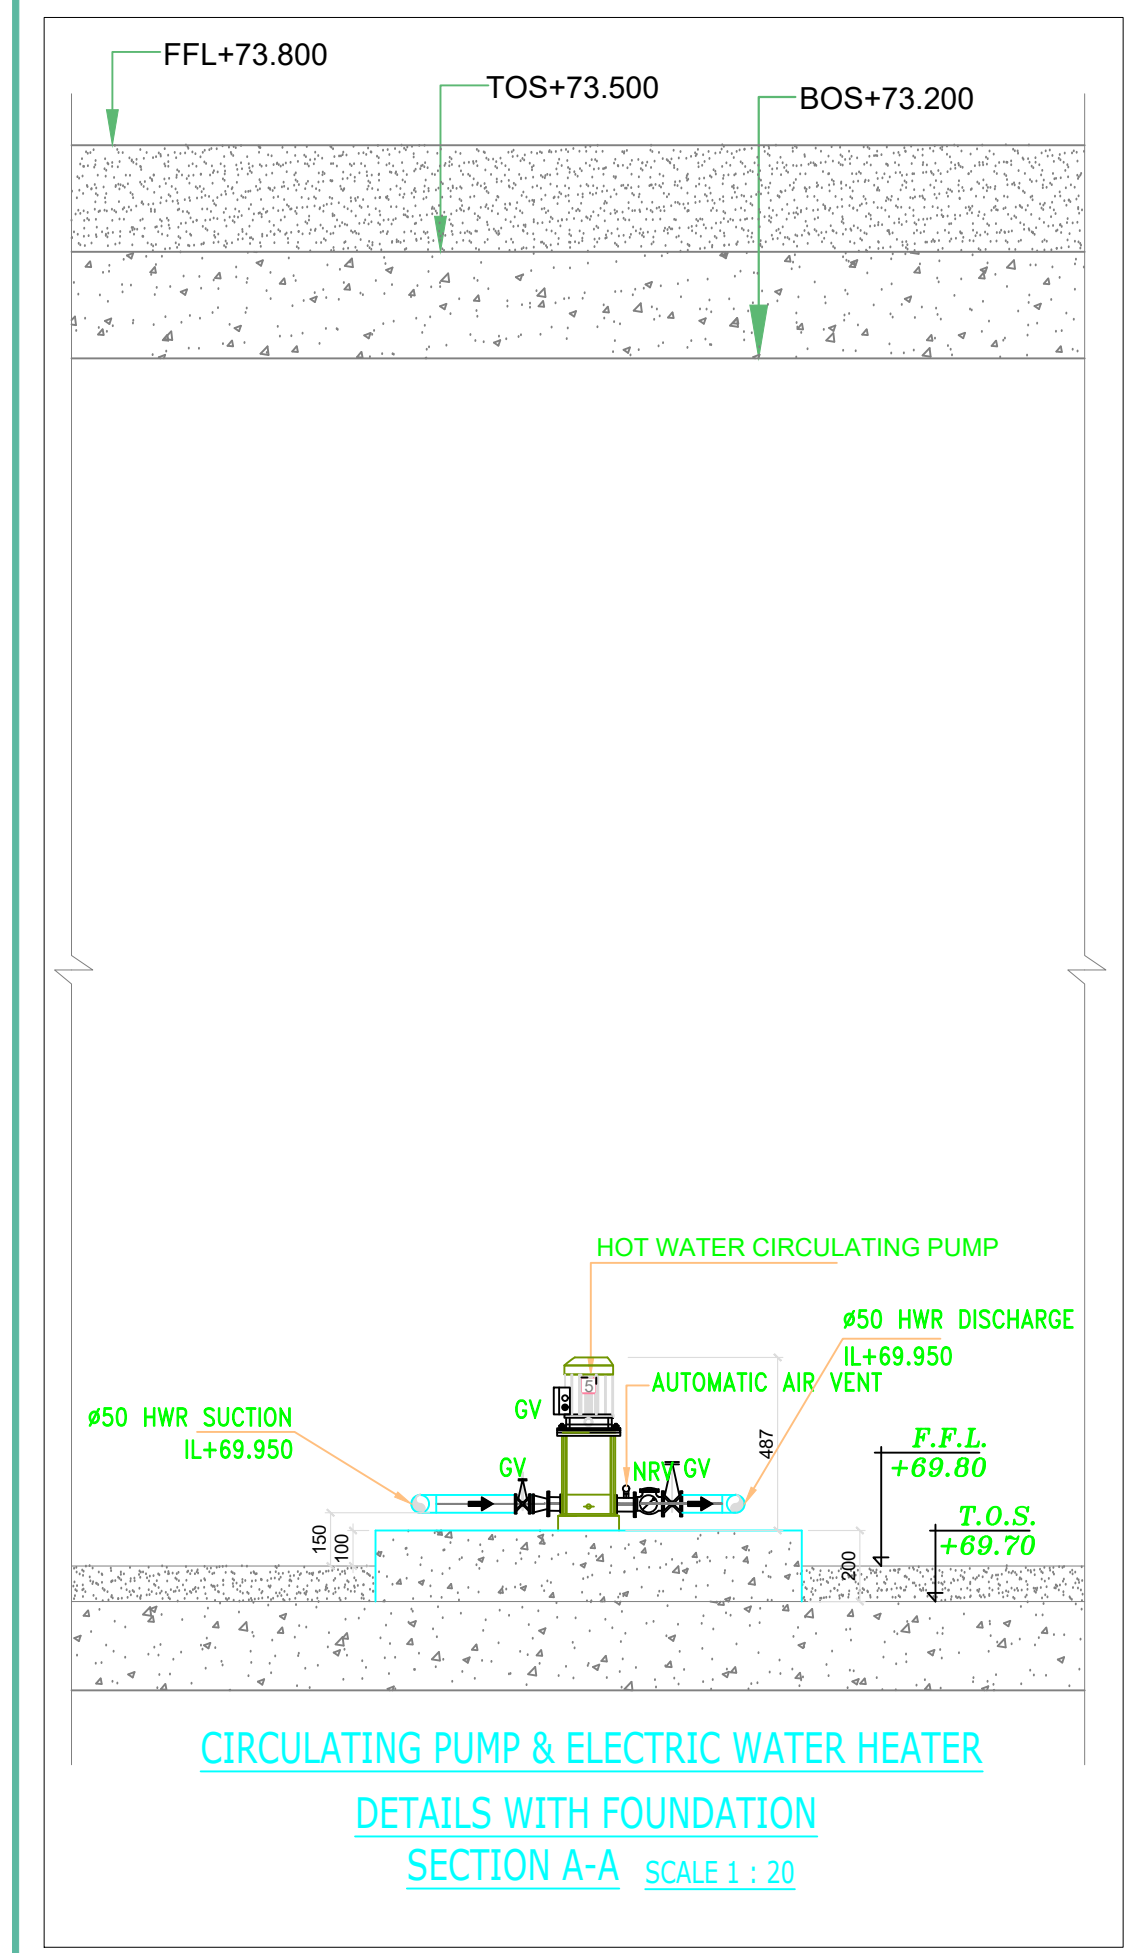 FFL+73.800
TOS+73.500
BOS+73.200
HOT WATER CIRCULATING PUMP
ø50 HWR DISCHARGE
IL+69.950
AUTOMATIC AIR VENT
5
GV
ø50 HWR SUCTION
IL+69.950
487
F.F.L.
+69.80
GV
NRV
GV
T.O.S.
+69.70
150
100
200
CIRCULATING PUMP & ELECTRIC WATER HEATER
DETAILS WITH FOUNDATION
SECTION A-A SCALE 1 : 20